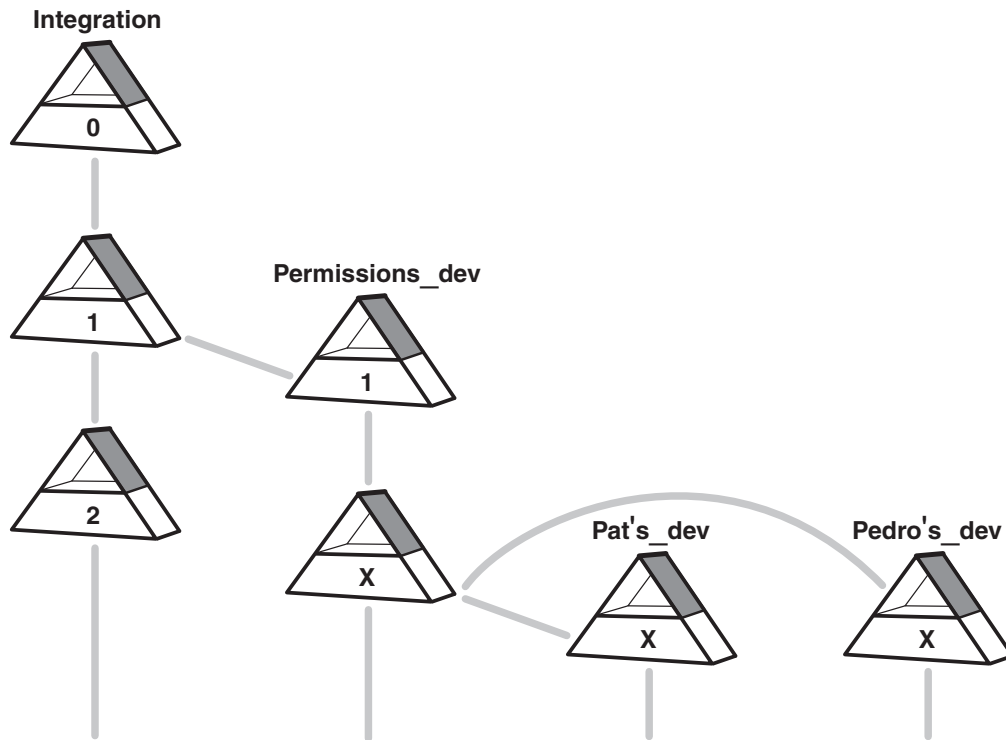 Integration
0
1
Permissions_dev
1
2
X
Pat's_dev
Pedro's_dev
X
X